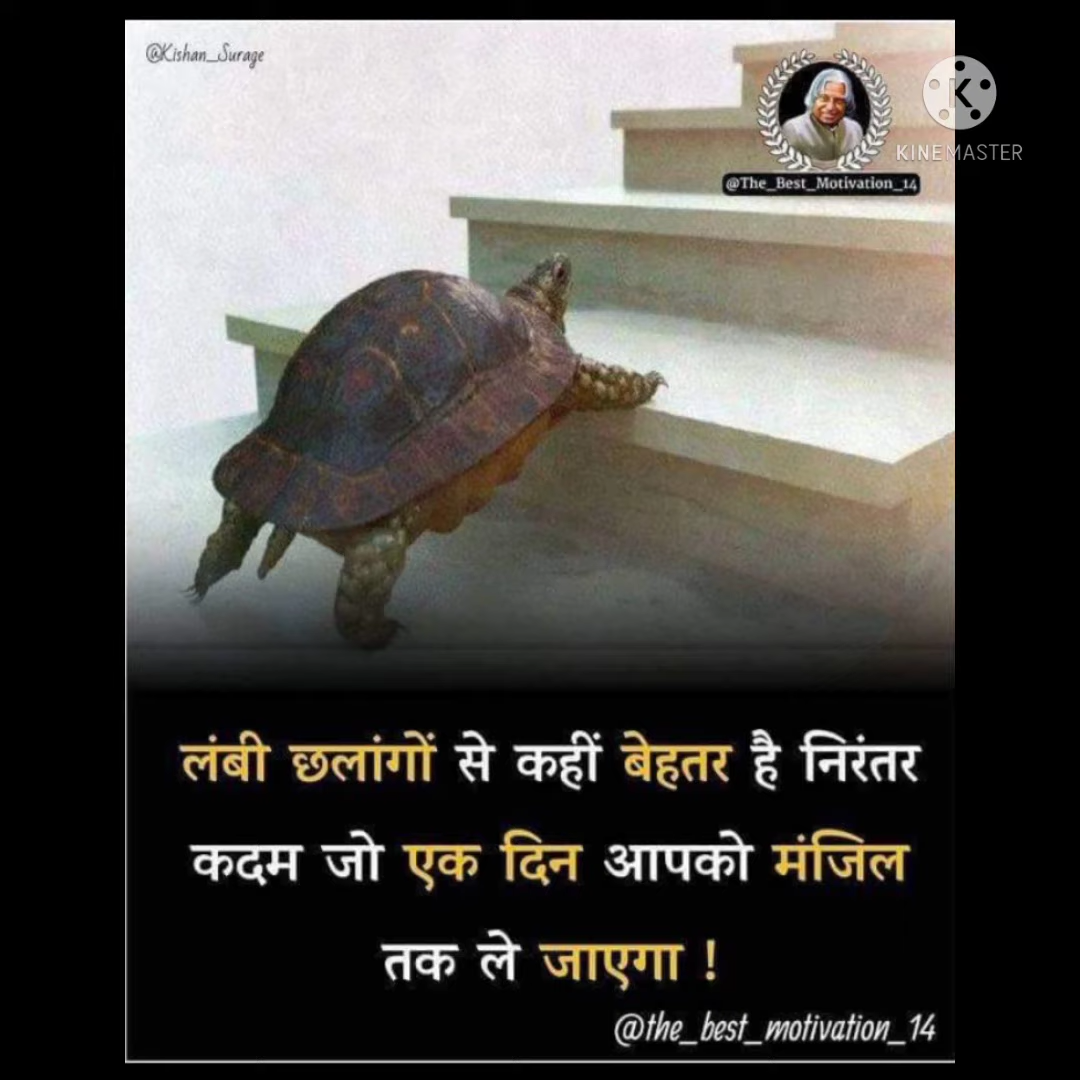 @Kishan_Surage
KINEMASTER
@The_Best_Motivation_14
लंबी छलांगों से कहीं बेहतर है निरंतर
कदम जो एक दिन आपको मंजिल
तक ले जाएगा !
@the_best_motivation_14